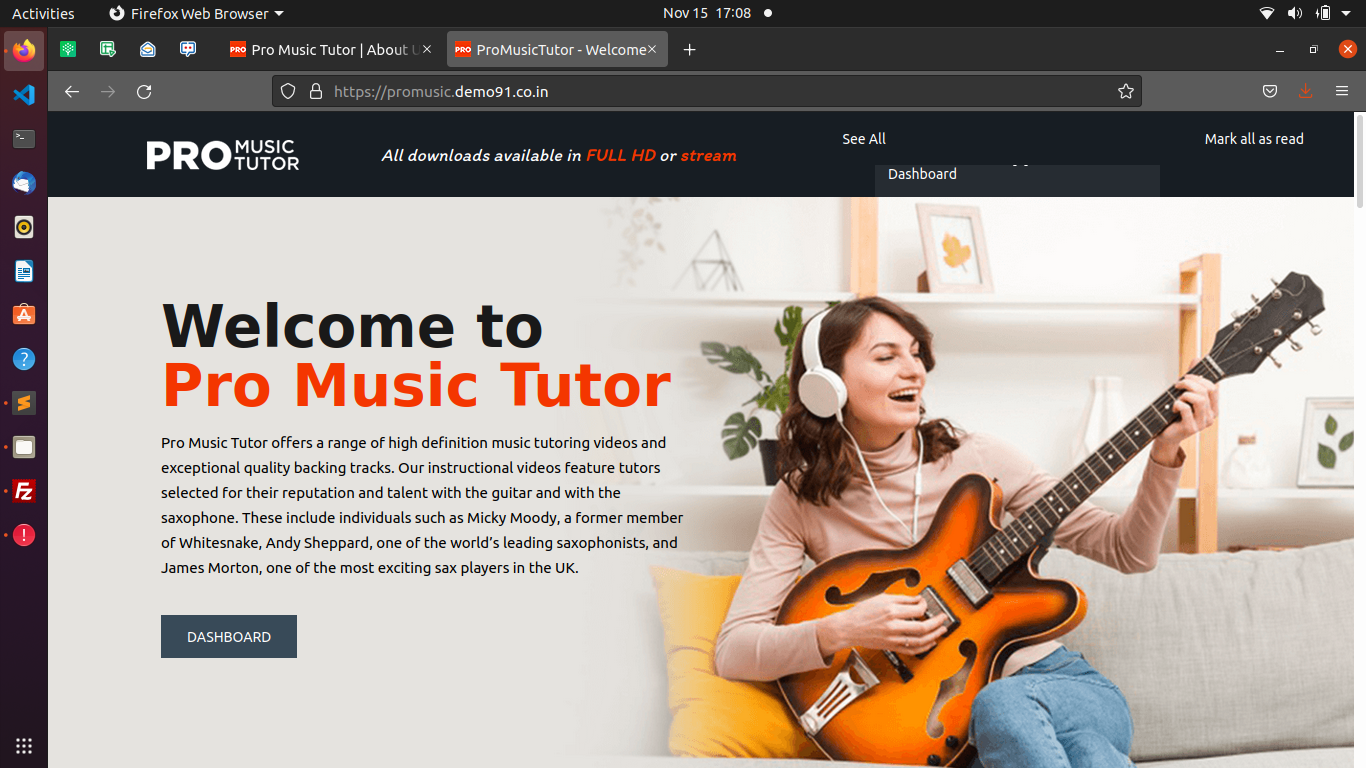 Activities
Firefox Web Browser
Nov 15 17:08
PRO Pro Music Tutor | About U
PRO ProMusicTutor - Welcome
https://promusic.demo91.co.in
PRO MUSIC TUTOR
All downloads available in FULL HD or stream
See All
Mark all as read
Dashboard
Welcome to
Pro Music Tutor
Pro Music Tutor offers a range of high definition music tutoring videos and
exceptional quality backing tracks. Our instructional videos feature tutors
selected for their reputation and talent with the guitar and with the
saxophone. These include individuals such as Micky Moody, a former member
of Whitesnake, Andy Sheppard, one of the world’s leading saxophonists, and
James Morton, one of the most exciting sax players in the UK.
DASHBOARD